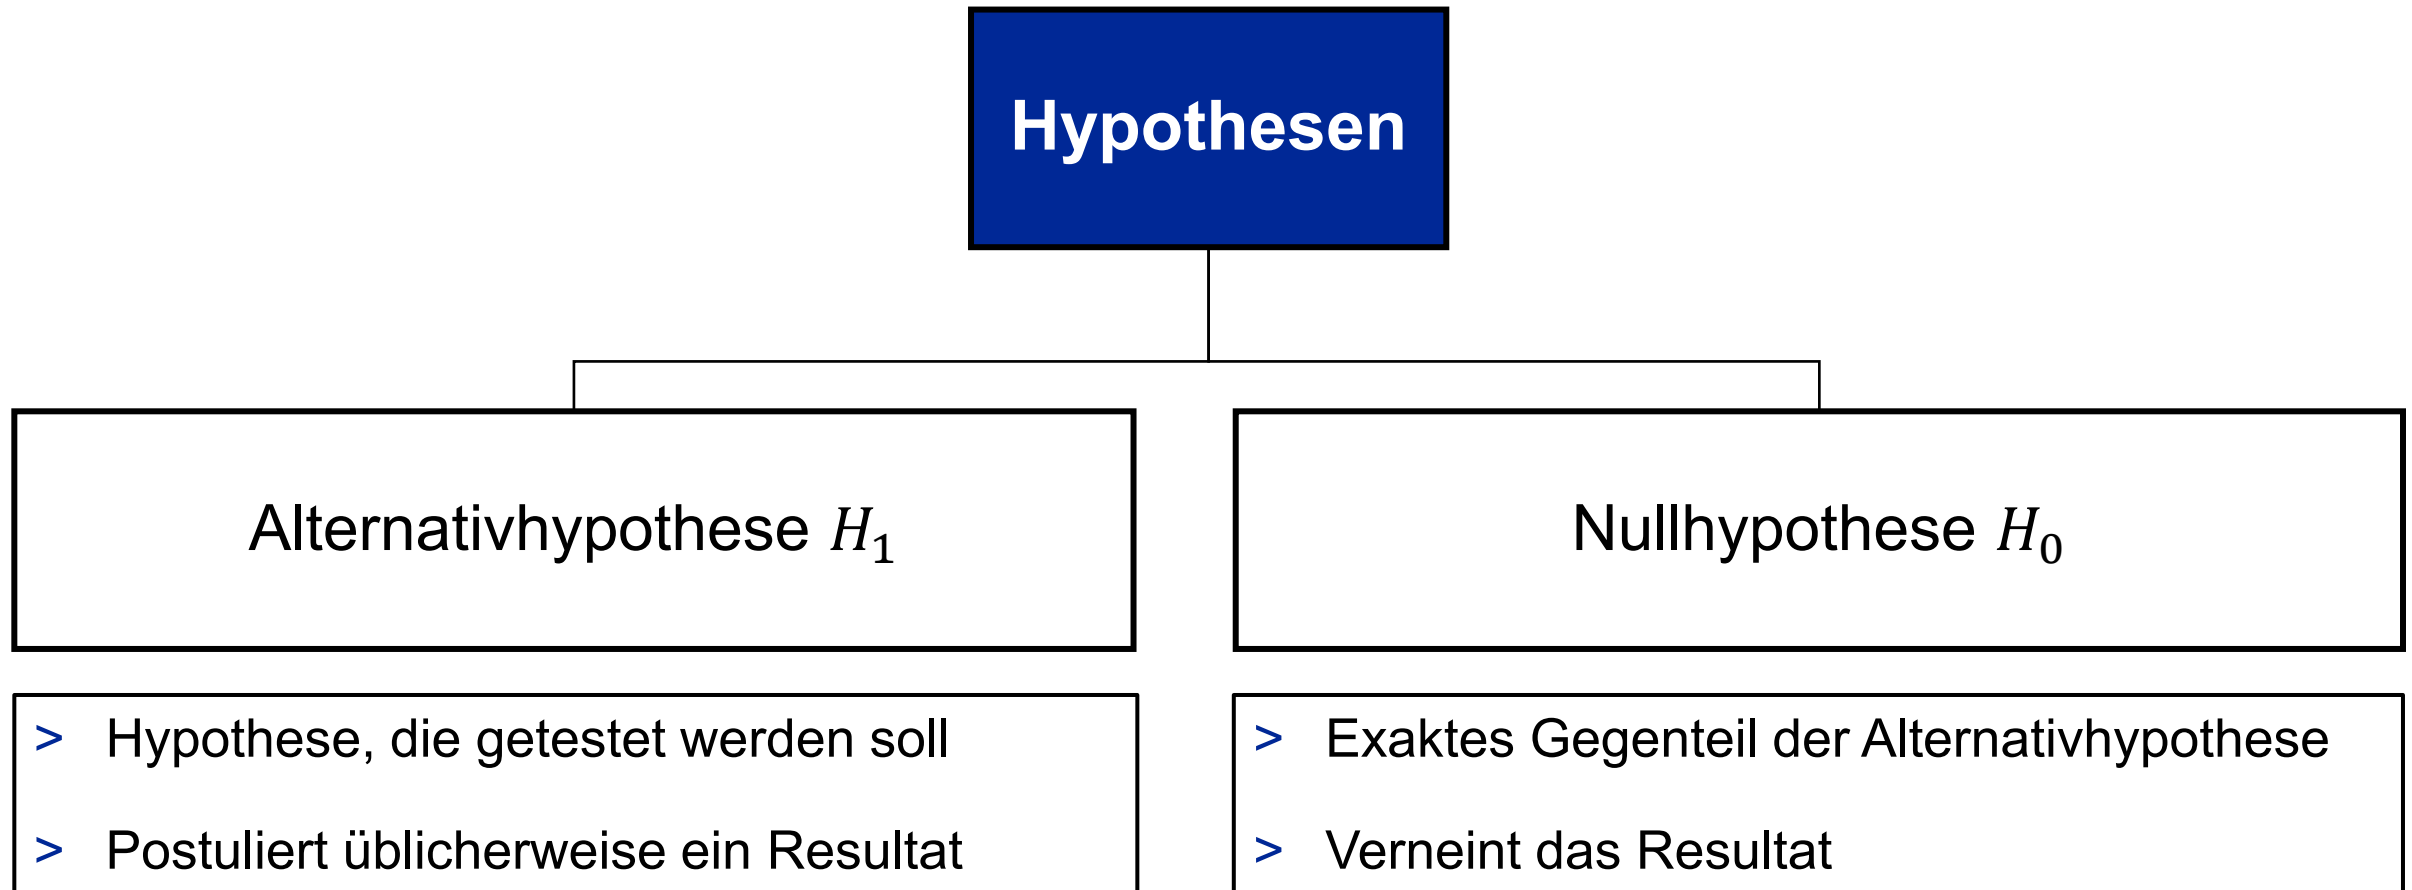 Hypothesen
Alternativhypothese H₁
Nullhypothese H₀
> Hypothese, die getestet werden soll
> Postuliert üblicherweise ein Resultat
> Exaktes Gegenteil der Alternativhypothese
> Verneint das Resultat